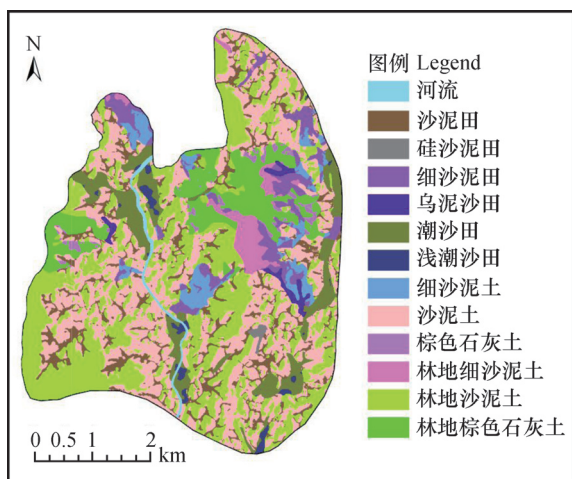 N
图例 Legend
河流
沙泥田
硅沙泥田
细沙泥田
乌泥沙田
潮沙田
浅潮沙田
细沙泥土
沙泥土
棕色石灰土
林地细沙泥土
林地沙泥土
林地棕色石灰土
0 0.5 1 2
km